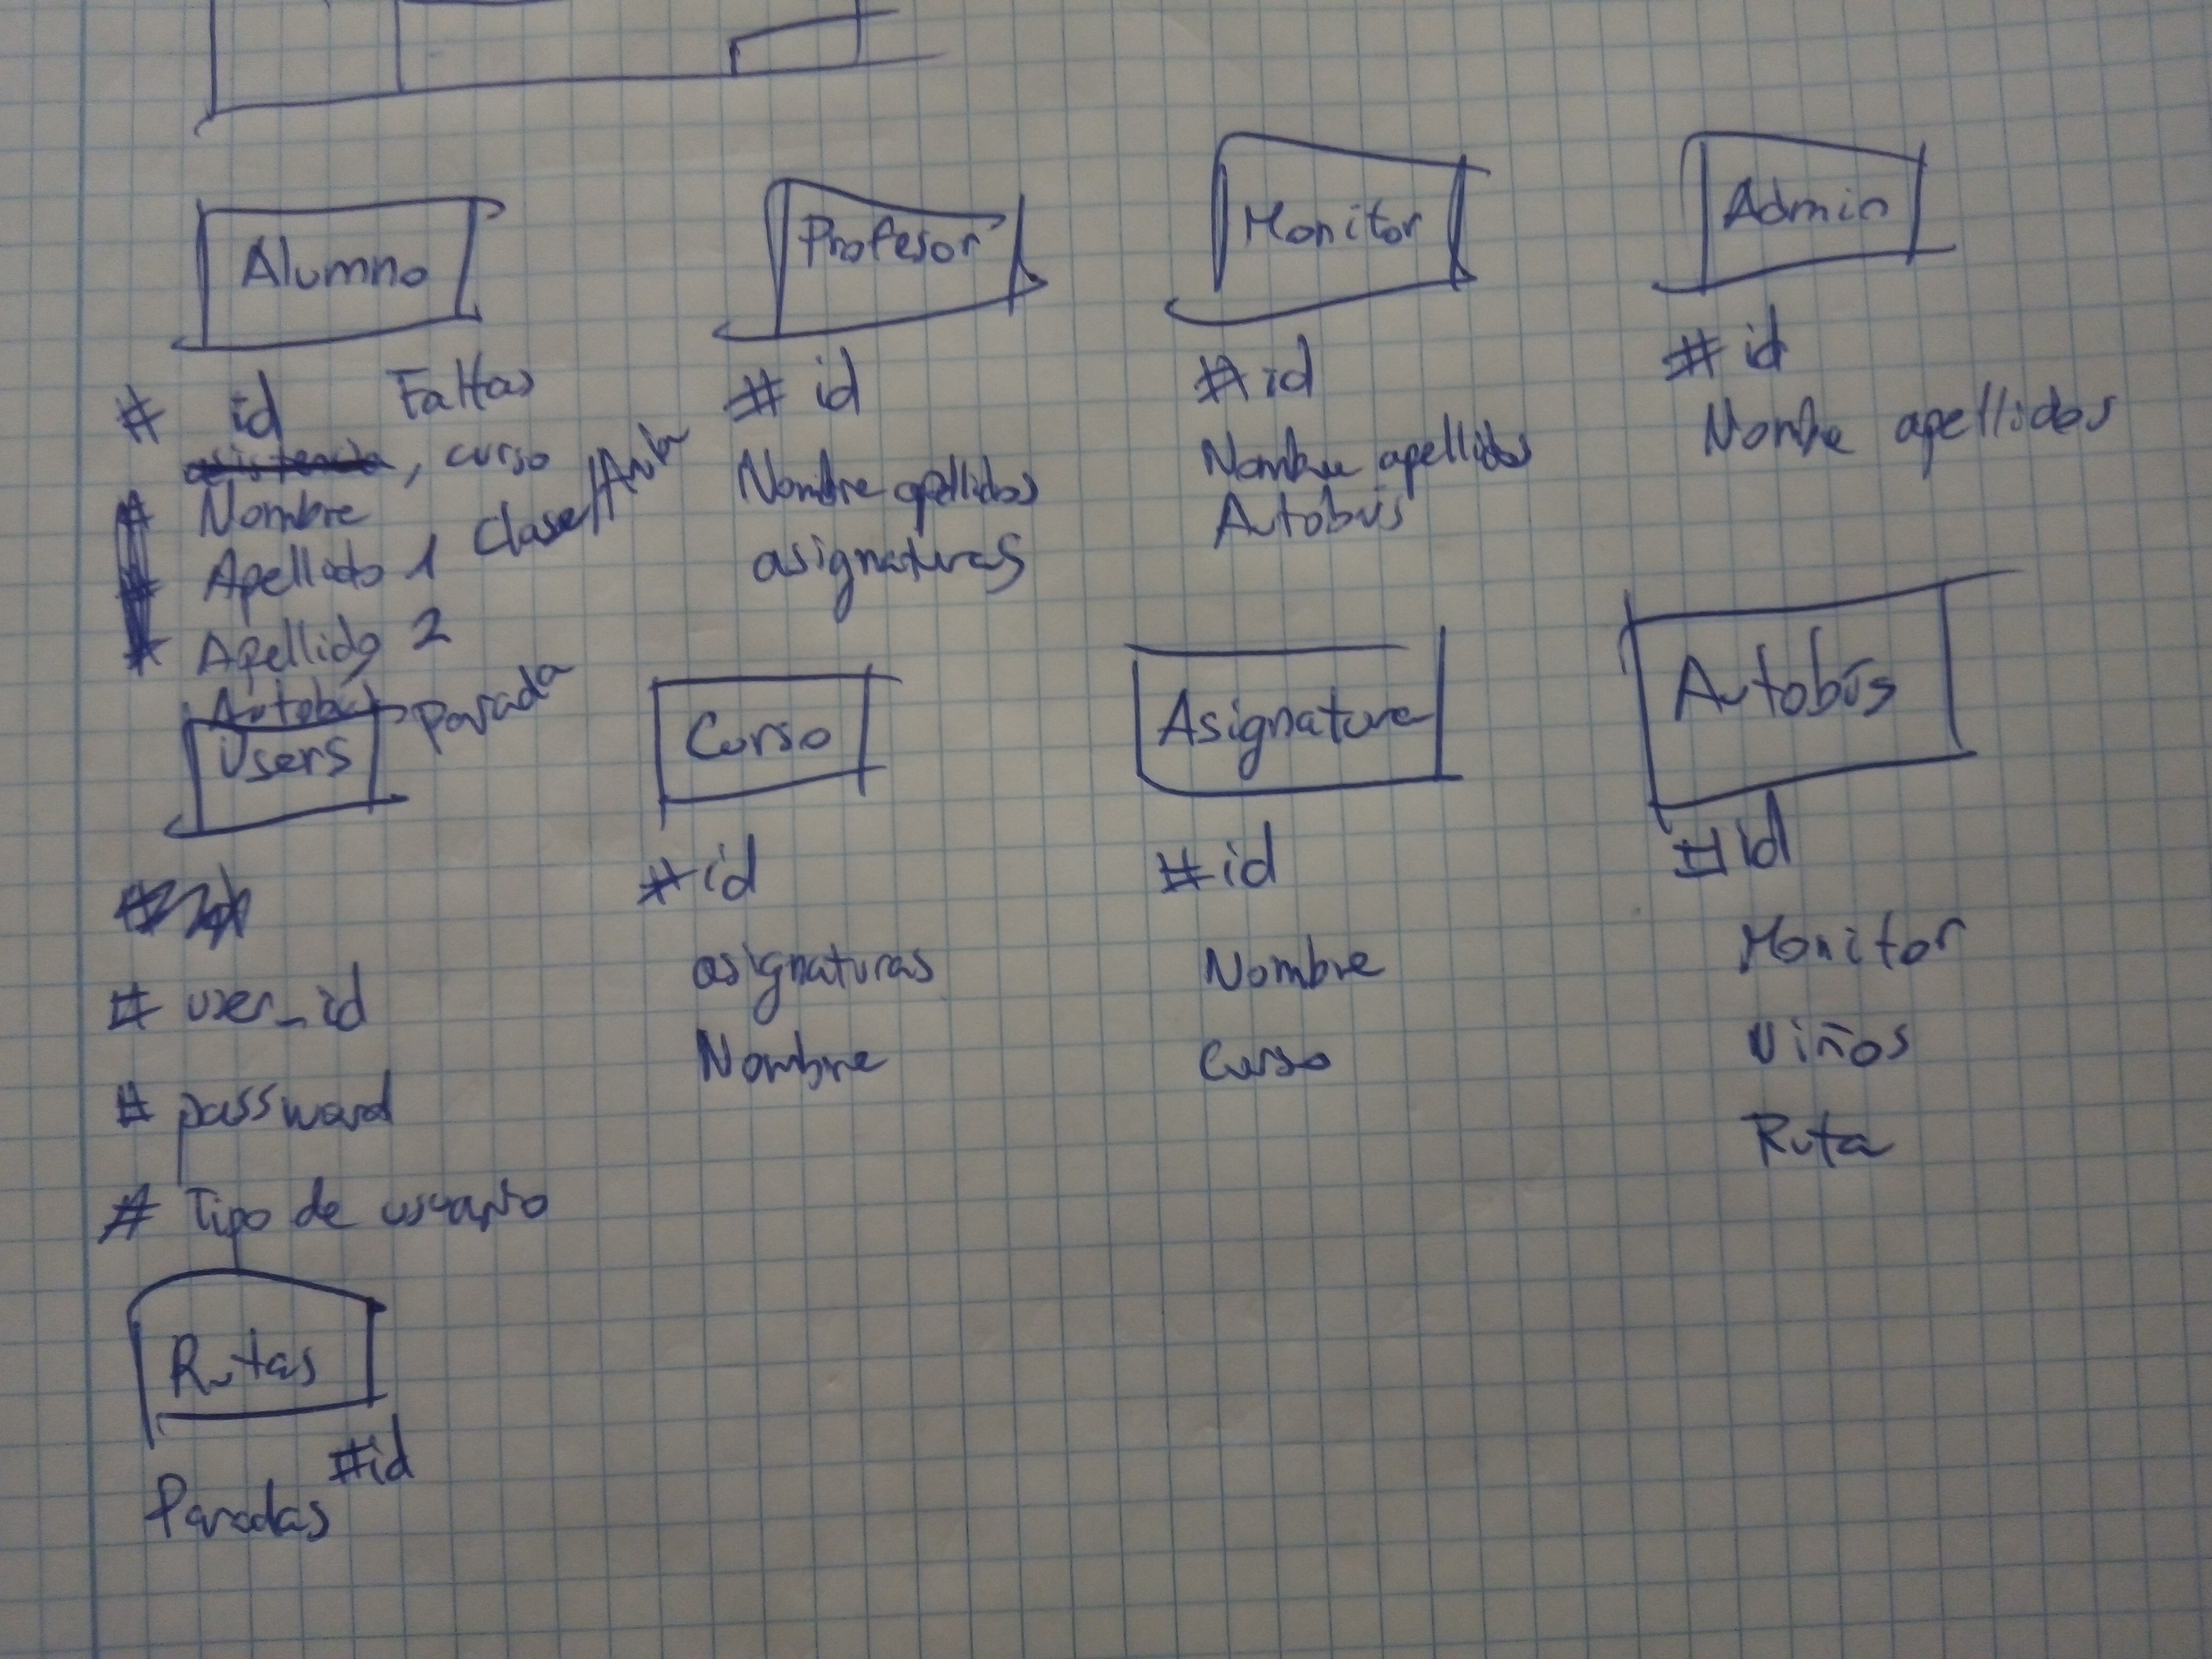 Alumno
# id Faltas
asistencia, curso
# Nombre
# Apellido 1 Clase/Aula
# Apellido 2
Autobús parada
Profesor
# id
Nombre apellidos
asignaturas
Monitor
# id
Nombre apellidos
Autobús
Admin
# id
Nombre apellidos
Users
# user_id
# password
# Tipo de usuario
Curso
# id
asignaturas
Nombre
Asignatura
# id
Nombre
Curso
Autobús
# id
Monitor
Niños
Ruta
Rutas
# id
Paradas